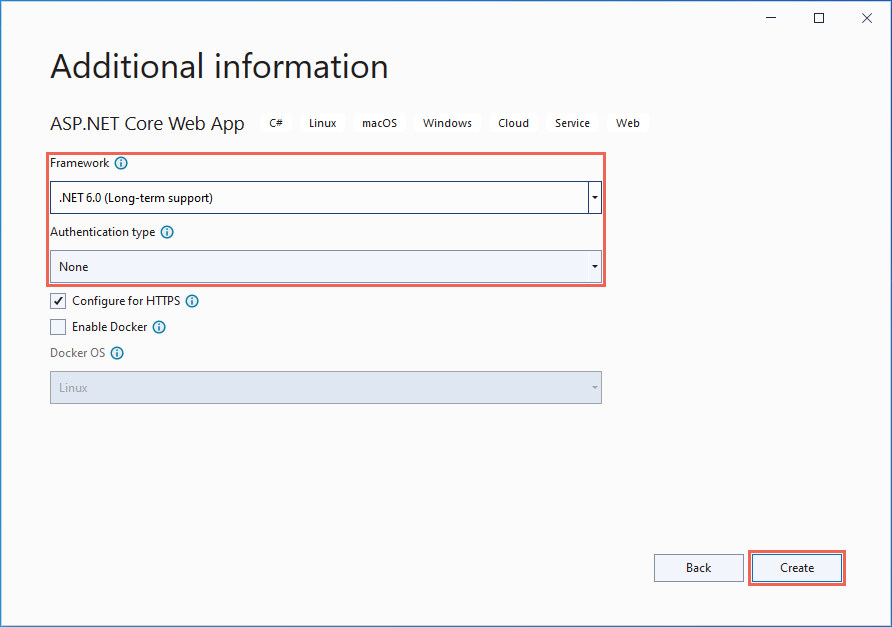 Additional information
ASP.NET Core Web App C# Linux macOS Windows Cloud Service Web
Framework
.NET 6.0 (Long-term support)
Authentication type
None
Configure for HTTPS
Enable Docker
Docker OS
Linux
Back Create